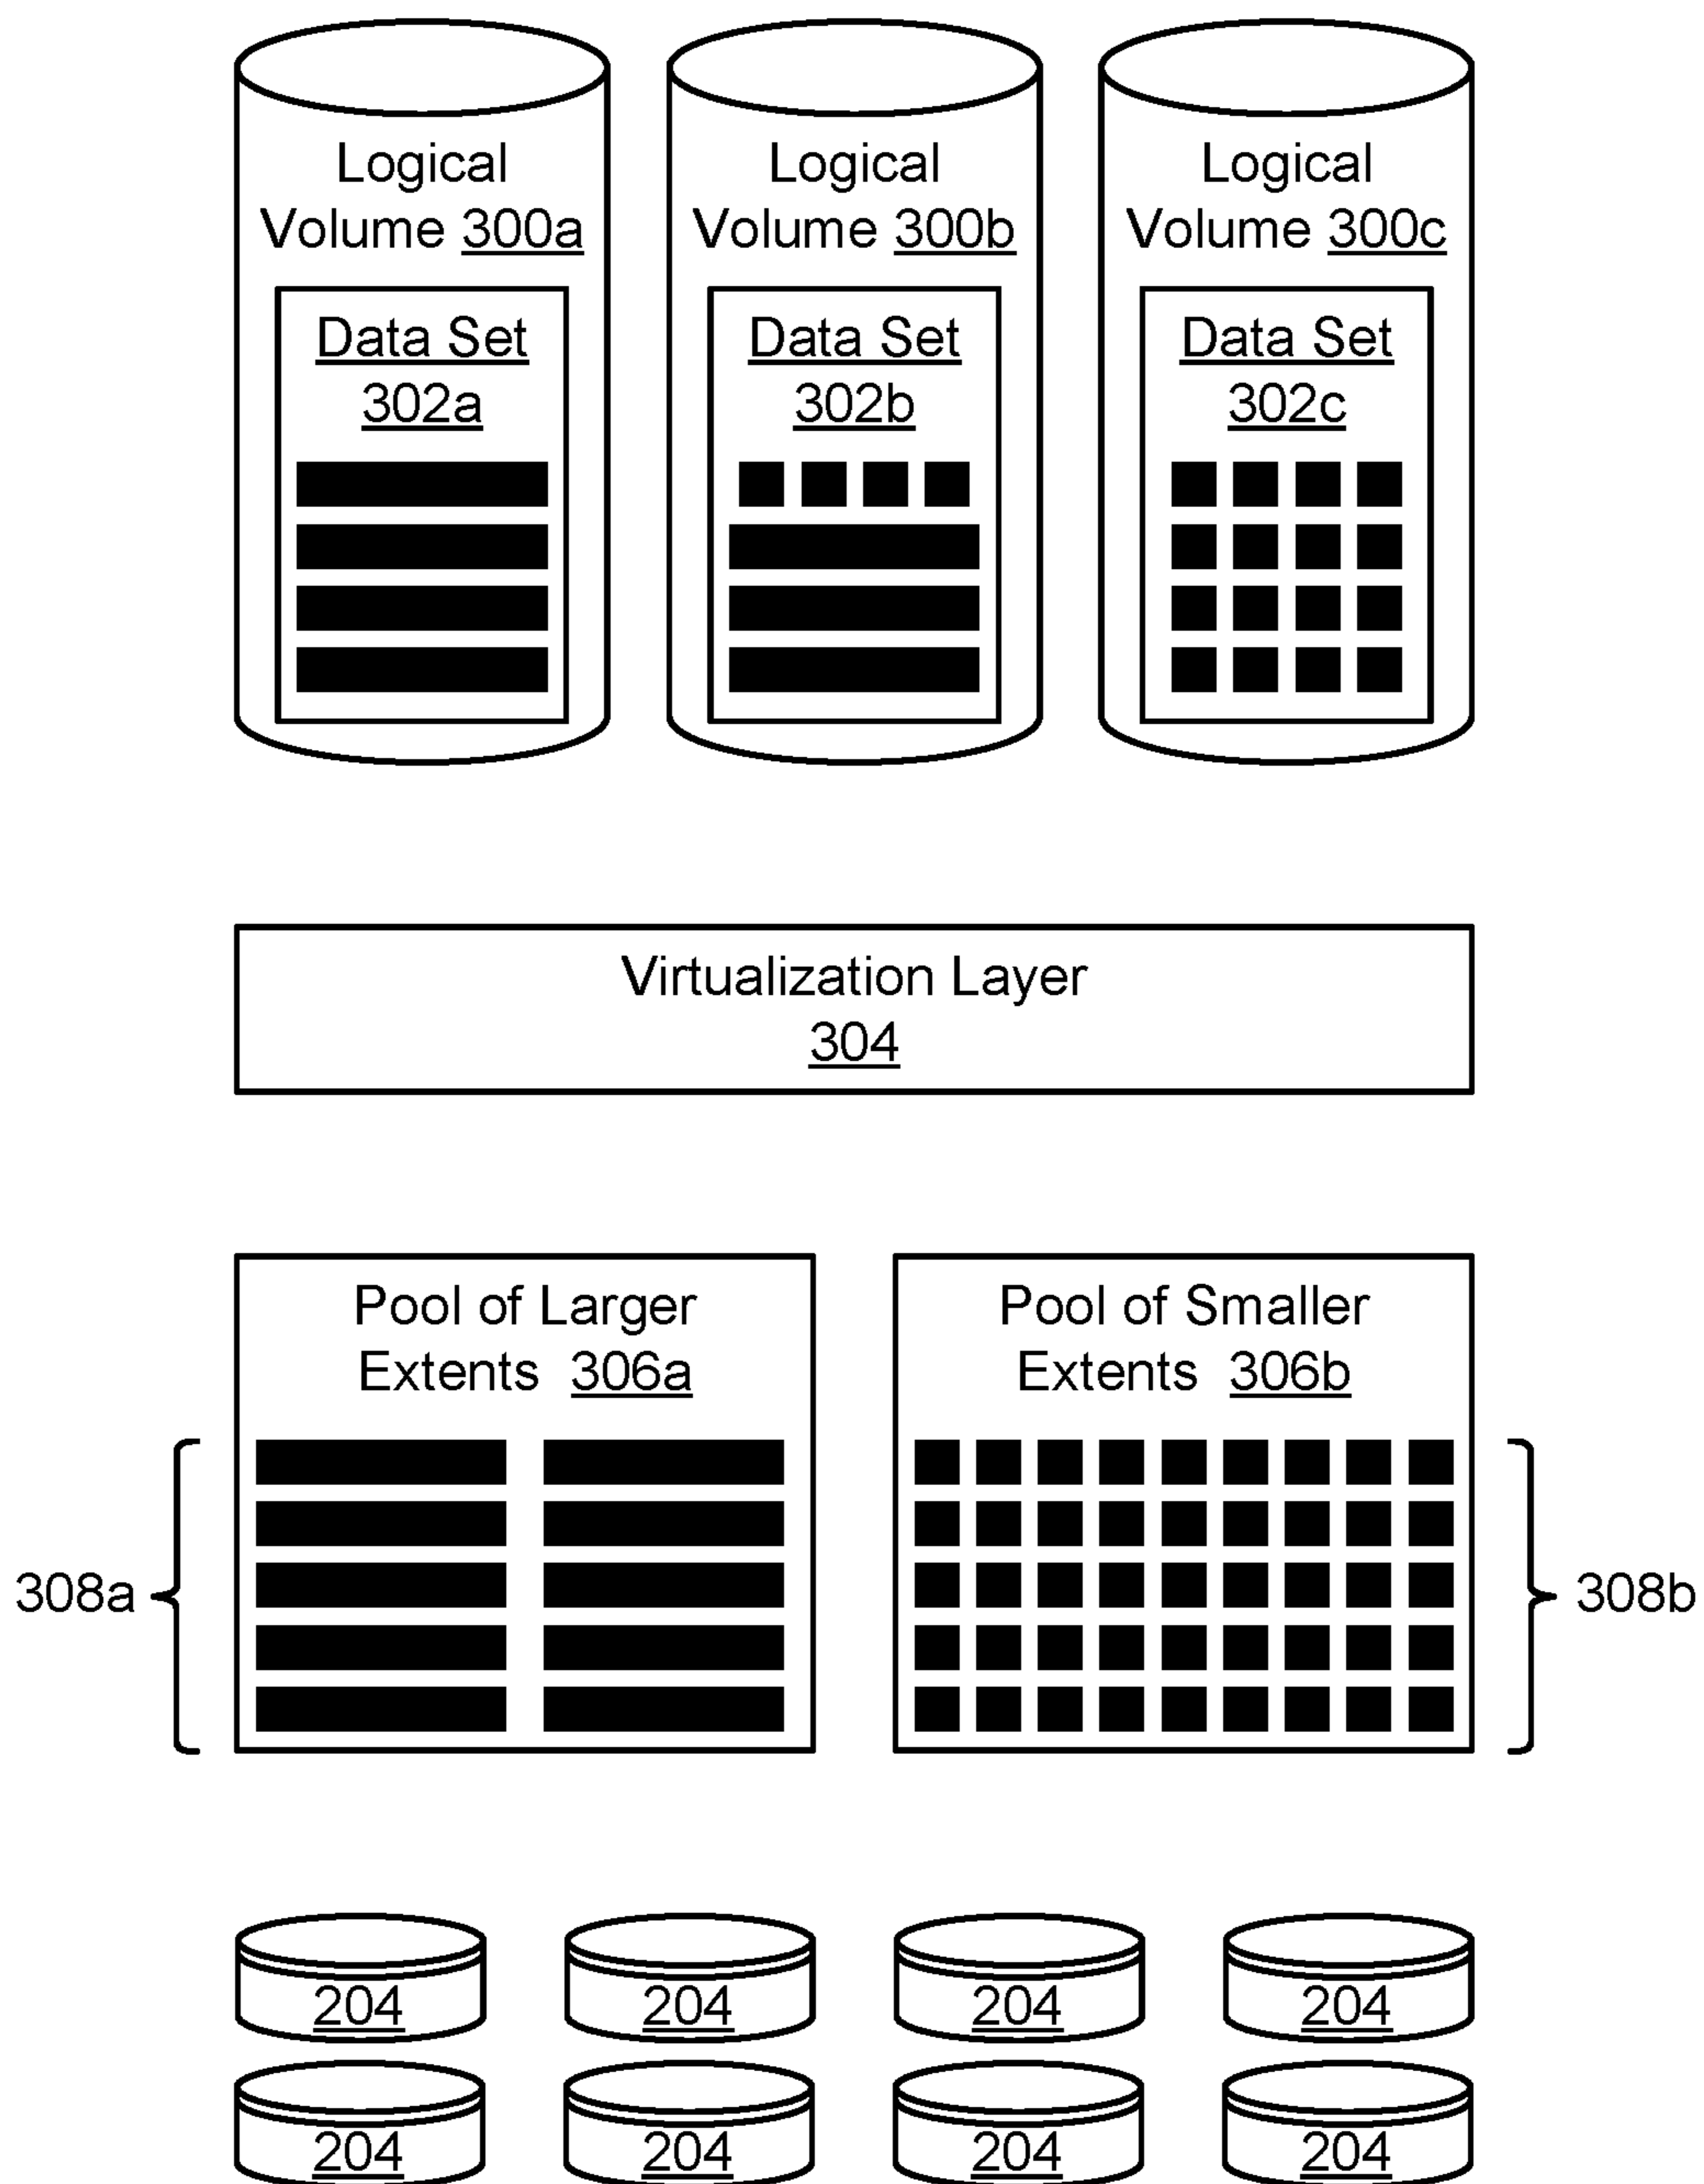 Logical
Volume 300a
Logical
Volume 300b
Logical
Volume 300c
Data Set
302a
Data Set
302b
Data Set
302c
Virtualization Layer
304
Pool of Larger
Extents 306a
Pool of Smaller
Extents 306b
308a
308b
204
204
204
204
204
204
204
204